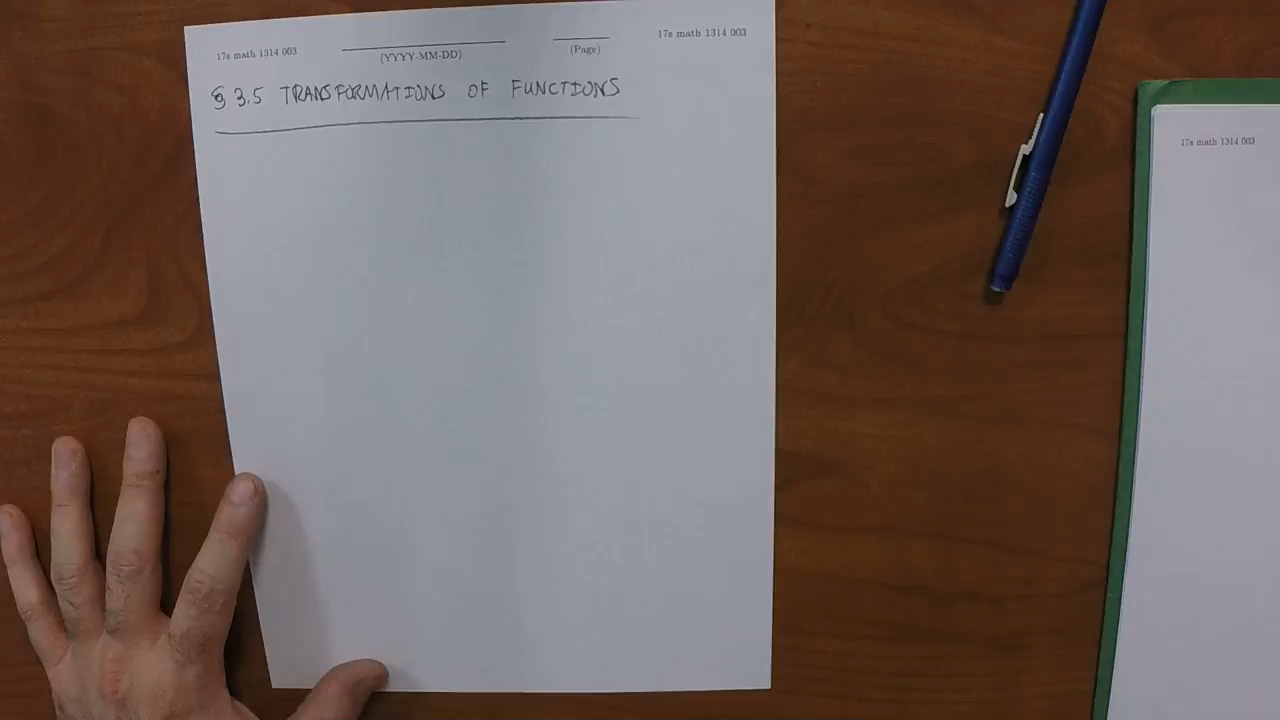 17s math 1314 003 (YYYY-MM-DD) (Page) 17s math 1314 003
§ 3.5 TRANSFORMATIONS OF FUNCTIONS
17s math 1314 003